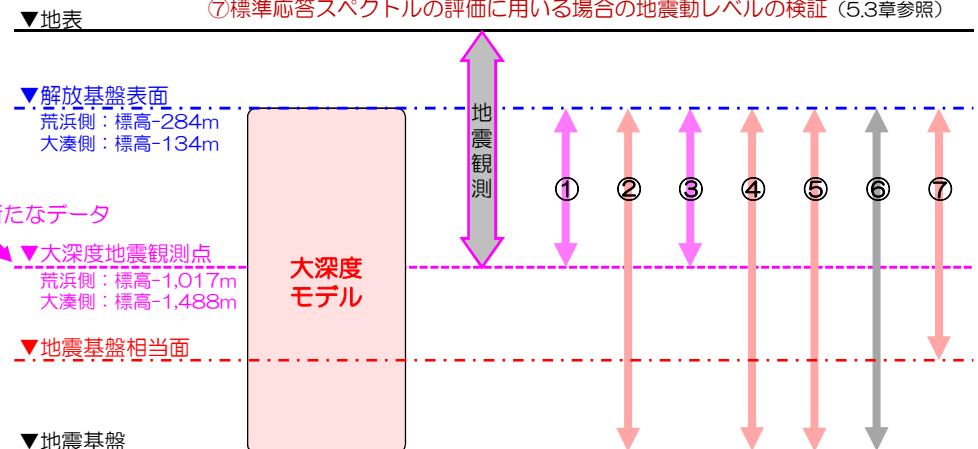 ⑦標準応答スペクトルの評価に用いる場合の地震動レベルの検証（5.3章参照）
▼地表
▼解放基盤表面
荒浜側：標高-284m
大湊側：標高-134m
地震観測
① ② ③ ④ ⑤ ⑥ ⑦
たなデータ
▼大深度地震観測点
荒浜側：標高-1,017m
大湊側：標高-1,488m
大深度
モデル
▼地震基盤相当面
▼地震基盤